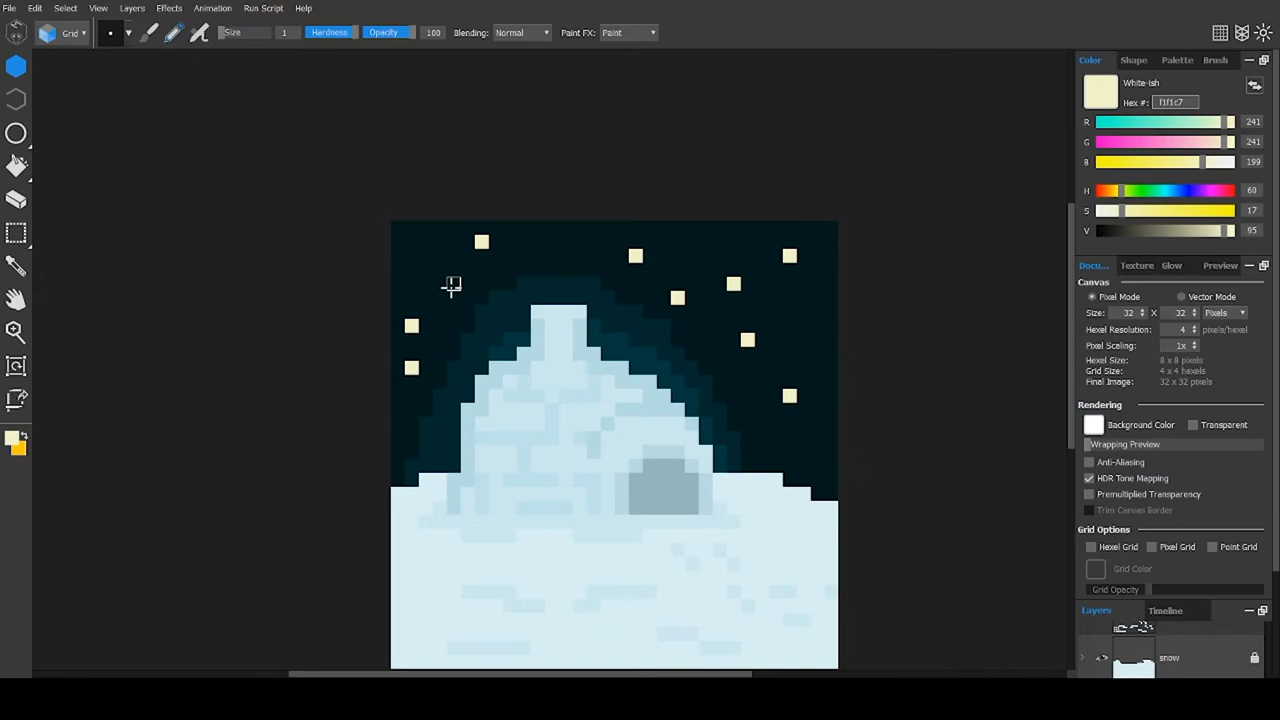 File Edit Select View Layers Effects Animation Run Script Help
Grid Size 1 Hardness Opacity 100 Blending: Normal Paint FX: Paint
Color Shape Palette Brush
White-ish
Hex #: f1f1c7
R 241
G 241
B 199
H 60
S 17
V 95
Docu... Texture Glow Preview
Canvas
Pixel Mode Vector Mode
Size: 32 X 32 Pixels
Hexel Resolution: 4 pixels/hexel
Pixel Scaling: 1x
Hexel Size: 8 x 8 pixels
Grid Size: 4 x 4 hexels
Final Image: 32 x 32 pixels
Rendering
Background Color Transparent
Wrapping Preview
Anti-Aliasing
HDR Tone Mapping
Premultiplied Transparency
Trim Canvas Border
Grid Options
Hexel Grid Pixel Grid Point Grid
Grid Color
Grid Opacity
Layers Timeline
snow